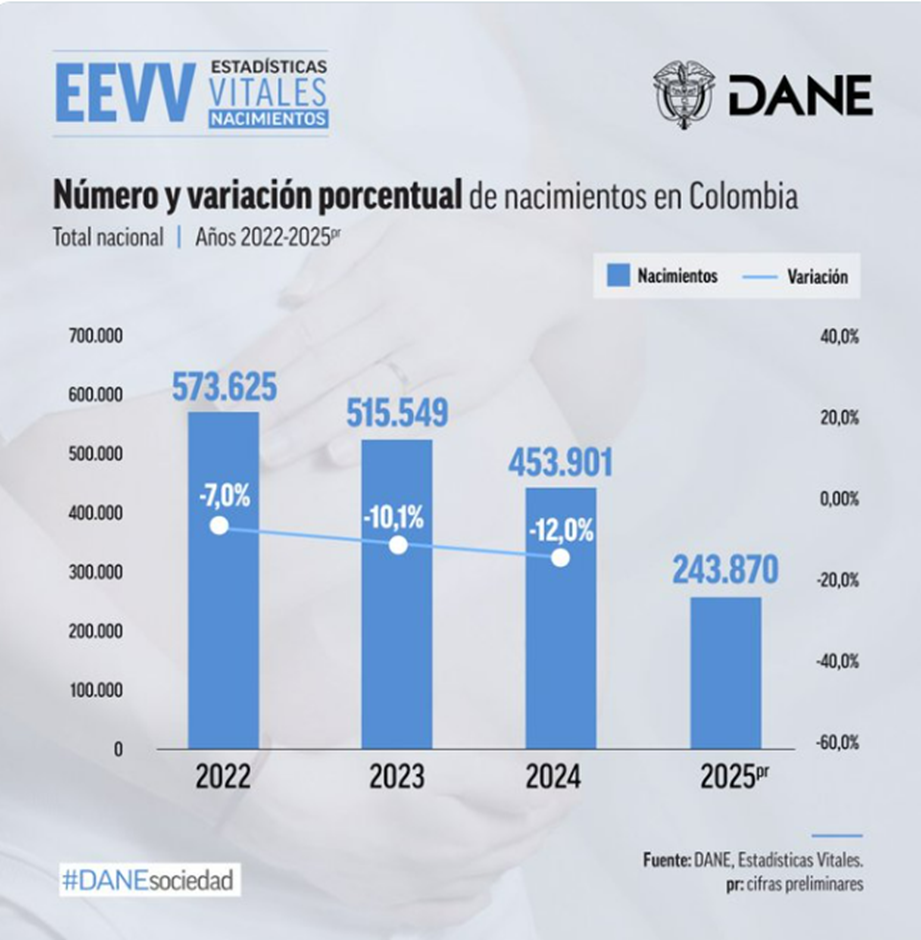 EEVV
ESTADÍSTICAS
VITALES
NACIMIENTOS
DANE
Número y variación porcentual de nacimientos en Colombia
Total nacional | Años 2022-2025pr
Nacimientos
Variación
700.000
600.000
500.000
400.000
300.000
200.000
100.000
0
573.625
515.549
453.901
243.870
-7,0%
-10,1%
-12,0%
40,0%
20,0%
0,00%
-20,0%
-40,0%
-60,0%
2022
2023
2024
2025pr
#DANEsociedad
Fuente: DANE, Estadísticas Vitales.
pr: cifras preliminares